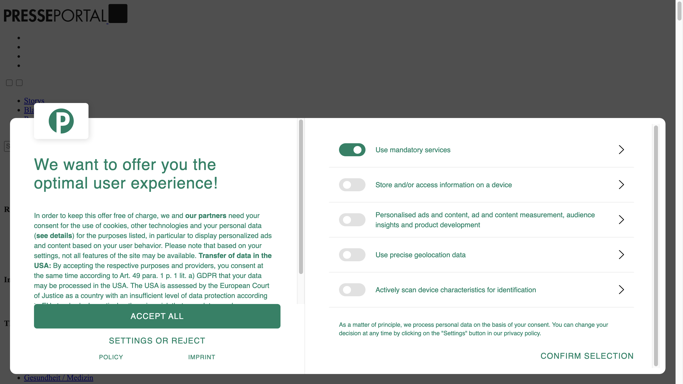 PRESSEPORTAL
Storys
We want to offer you the
optimal user experience!
In order to keep this offer free of charge, we and our partners need your
consent for the use of cookies, other technologies and your personal data
(see details) for the purposes listed, in particular to display personalized ads
and content based on your user behavior. Please note that based on your
settings, not all features of the site may be available. Transfer of data in the
USA: By accepting the respective purposes and providers, you consent at
the same time according to Art. 49 para. 1 p. 1 lit. a) GDPR that your data
may be processed in the USA. The USA is assessed by the European Court
of Justice as a country with an insufficient level of data protection according
ACCEPT ALL
SETTINGS OR REJECT
POLICY
IMPRINT
Use mandatory services
Store and/or access information on a device
Personalised ads and content, ad and content measurement, audience
insights and product development
Use precise geolocation data
Actively scan device characteristics for identification
As a matter of principle, we process personal data on the basis of your consent. You can change your
decision at any time by clicking on the "Settings" button in our privacy policy.
CONFIRM SELECTION
Gesundheit / Medizin